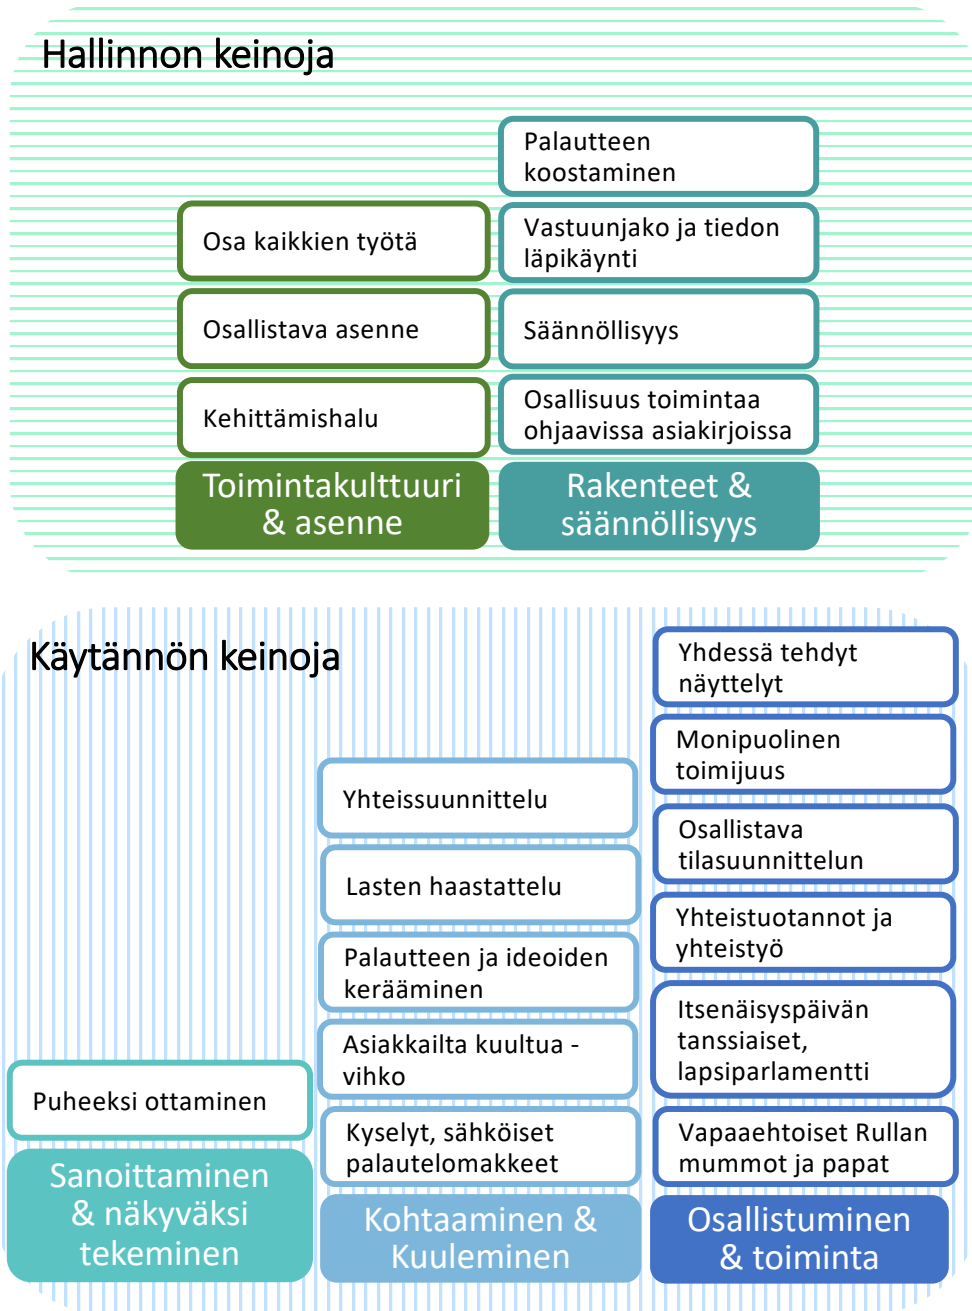 Hallinnon keinoja
Osa kaikkien työtä
Osallistava asenne
Kehittämishalu
Toimintakulttuuri
& asenne
Palautteen
koostaminen
Vastuunjako ja tiedon
läpikäynti
Säännöllisyys
Osallisuus toimintaa
ohjaavissa asiakirjoissa
Rakenteet &
säännöllisyys
Käytännön keinoja
Puheeksi ottaminen
Sanoittaminen
& näkyväksi
tekeminen
Yhteissuunnittelu
Lasten haastattelu
Palautteen ja ideoiden
kerääminen
Asiakkailta kuultua -
vihko
Kyselyt, sähköiset
palautelomakkeet
Kohtaaminen &
Kuuleminen
Yhdessä tehdyt
näyttelyt
Monipuolinen
toimijuus
Osallistava
tilasuunnittelun
Yhteistuotannot ja
yhteistyö
Itsenäisyspäivän
tanssiaiset,
lapsiparlamentti
Vapaaehtoiset Rullan
mummot ja papat
Osallistuminen
& toiminta